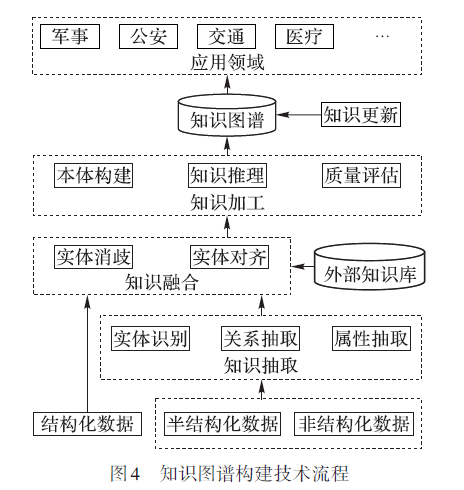 军事 公安 交通 医疗 …
应用领域
知识图谱 知识更新
本体构建 知识推理 质量评估
知识加工
实体消歧 实体对齐
知识融合 外部知识库
实体识别 关系抽取 属性抽取
知识抽取
结构化数据 半结构化数据 非结构化数据
图4 知识图谱构建技术流程